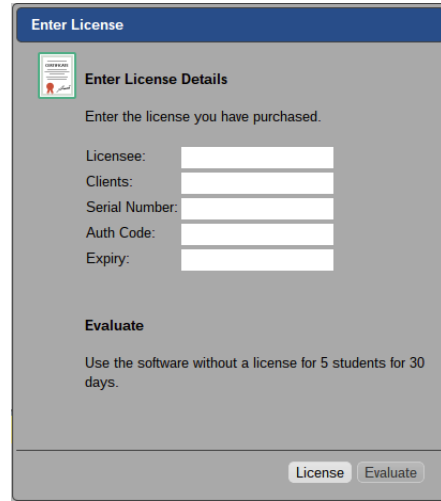 Enter License
CERTIFICATE
Enter License Details
Enter the license you have purchased.
Licensee:
Clients:
Serial Number:
Auth Code:
Expiry:
Evaluate
Use the software without a license for 5 students for 30
days.
License Evaluate